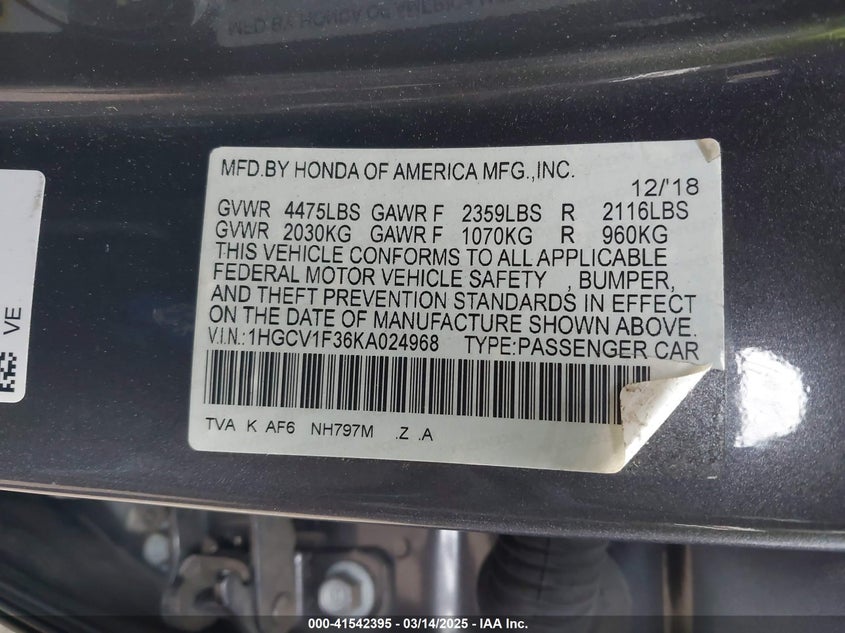 MFD.BY HONDA OF AMERICA MFG.,INC.
12/'18
GVWR 4475LBS GAWR F 2359LBS R 2116LBS
GVWR 2030KG GAWR F 1070KG R 960KG
THIS VEHICLE CONFORMS TO ALL APPLICABLE
FEDERAL MOTOR VEHICLE SAFETY , BUMPER,
AND THEFT PREVENTION STANDARDS IN EFFECT
ON THE DATE OF MANUFACTURE SHOWN ABOVE.
V.I.N.:1HGCV1F36KA024968 TYPE:PASSENGER CAR
TVA K AF6 NH797M .Z .A
VE
000-41542395 - 03/14/2025 - IAA Inc.